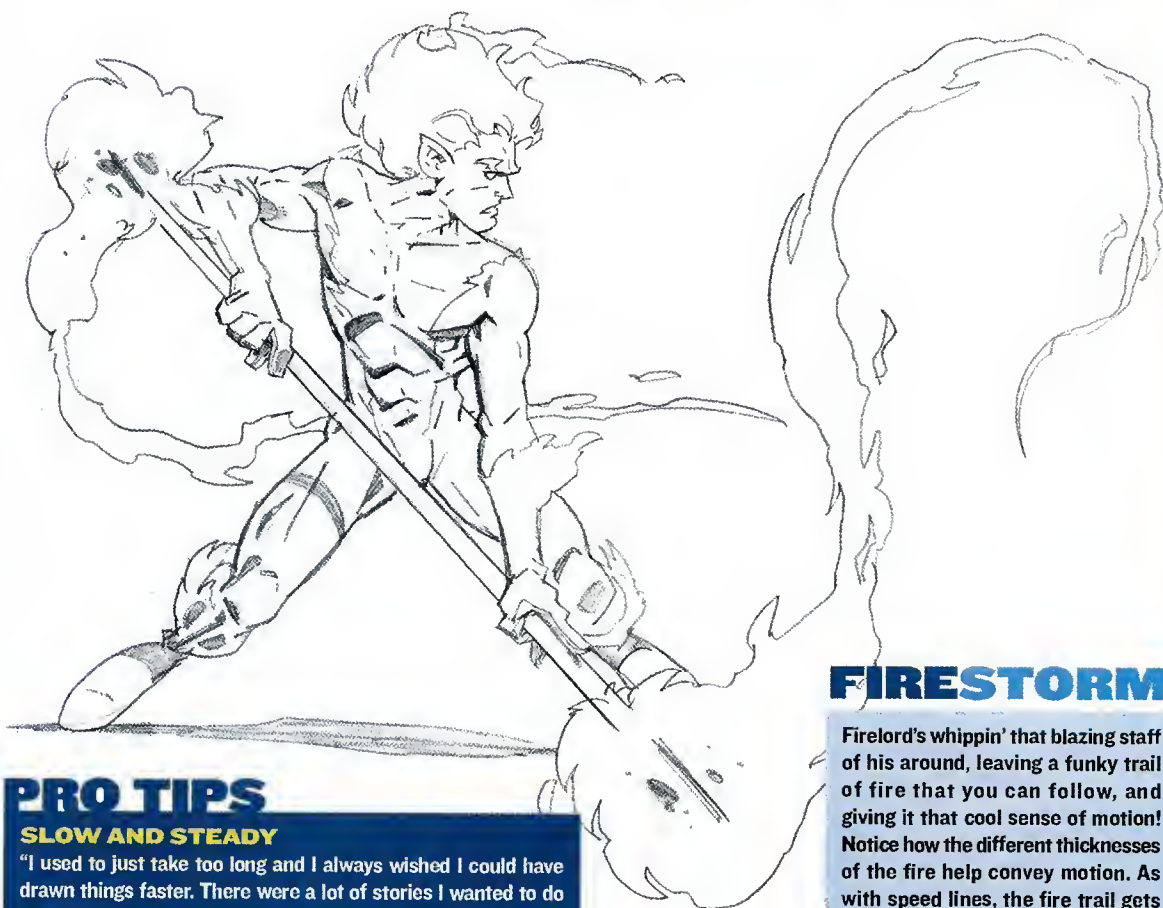 PRO TIPS
SLOW AND STEADY
"I used to just take too long and I always wished I could have
drawn things faster. There were a lot of stories I wanted to do
FIRESTORM
Firelord's whippin' that blazing staff
of his around, leaving a funky trail
of fire that you can follow, and
giving it that cool sense of motion!
Notice how the different thicknesses
of the fire help convey motion. As
with speed lines, the fire trail gets